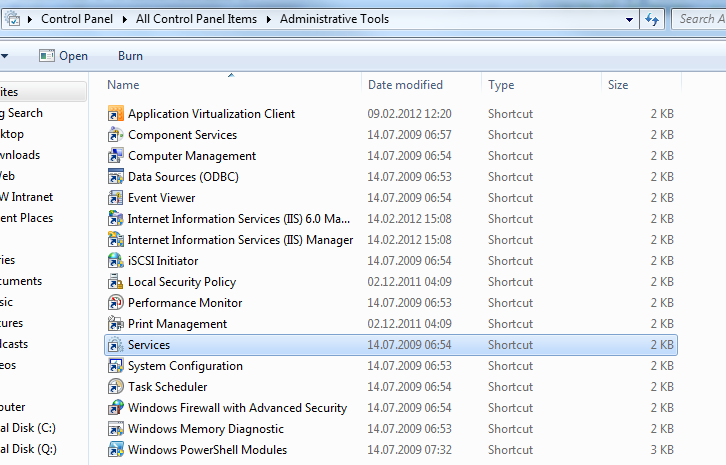 Control Panel All Control Panel Items Administrative Tools Search A
Open Burn
Name Date modified Type Size
ites
g Search
ktop
wnloads
Web
W Intranet
ent Places
ries
cuments
sic
tures
dcasts
eos
puter
al Disk (C:)
al Disk (Q:)
Application Virtualization Client 09.02.2012 12:20 Shortcut 2 KB
Component Services 14.07.2009 06:57 Shortcut 2 KB
Computer Management 14.07.2009 06:54 Shortcut 2 KB
Data Sources (ODBC) 14.07.2009 06:53 Shortcut 2 KB
Event Viewer 14.07.2009 06:54 Shortcut 2 KB
Internet Information Services (IIS) 6.0 Ma... 14.02.2012 15:08 Shortcut 2 KB
Internet Information Services (IIS) Manager 14.02.2012 15:08 Shortcut 2 KB
iSCSI Initiator 14.07.2009 06:54 Shortcut 2 KB
Local Security Policy 02.12.2011 04:09 Shortcut 2 KB
Performance Monitor 14.07.2009 06:53 Shortcut 2 KB
Print Management 02.12.2011 04:09 Shortcut 2 KB
Services 14.07.2009 06:54 Shortcut 2 KB
System Configuration 14.07.2009 06:53 Shortcut 2 KB
Task Scheduler 14.07.2009 06:54 Shortcut 2 KB
Windows Firewall with Advanced Security 14.07.2009 06:54 Shortcut 2 KB
Windows Memory Diagnostic 14.07.2009 06:53 Shortcut 2 KB
Windows PowerShell Modules 14.07.2009 07:32 Shortcut 3 KB